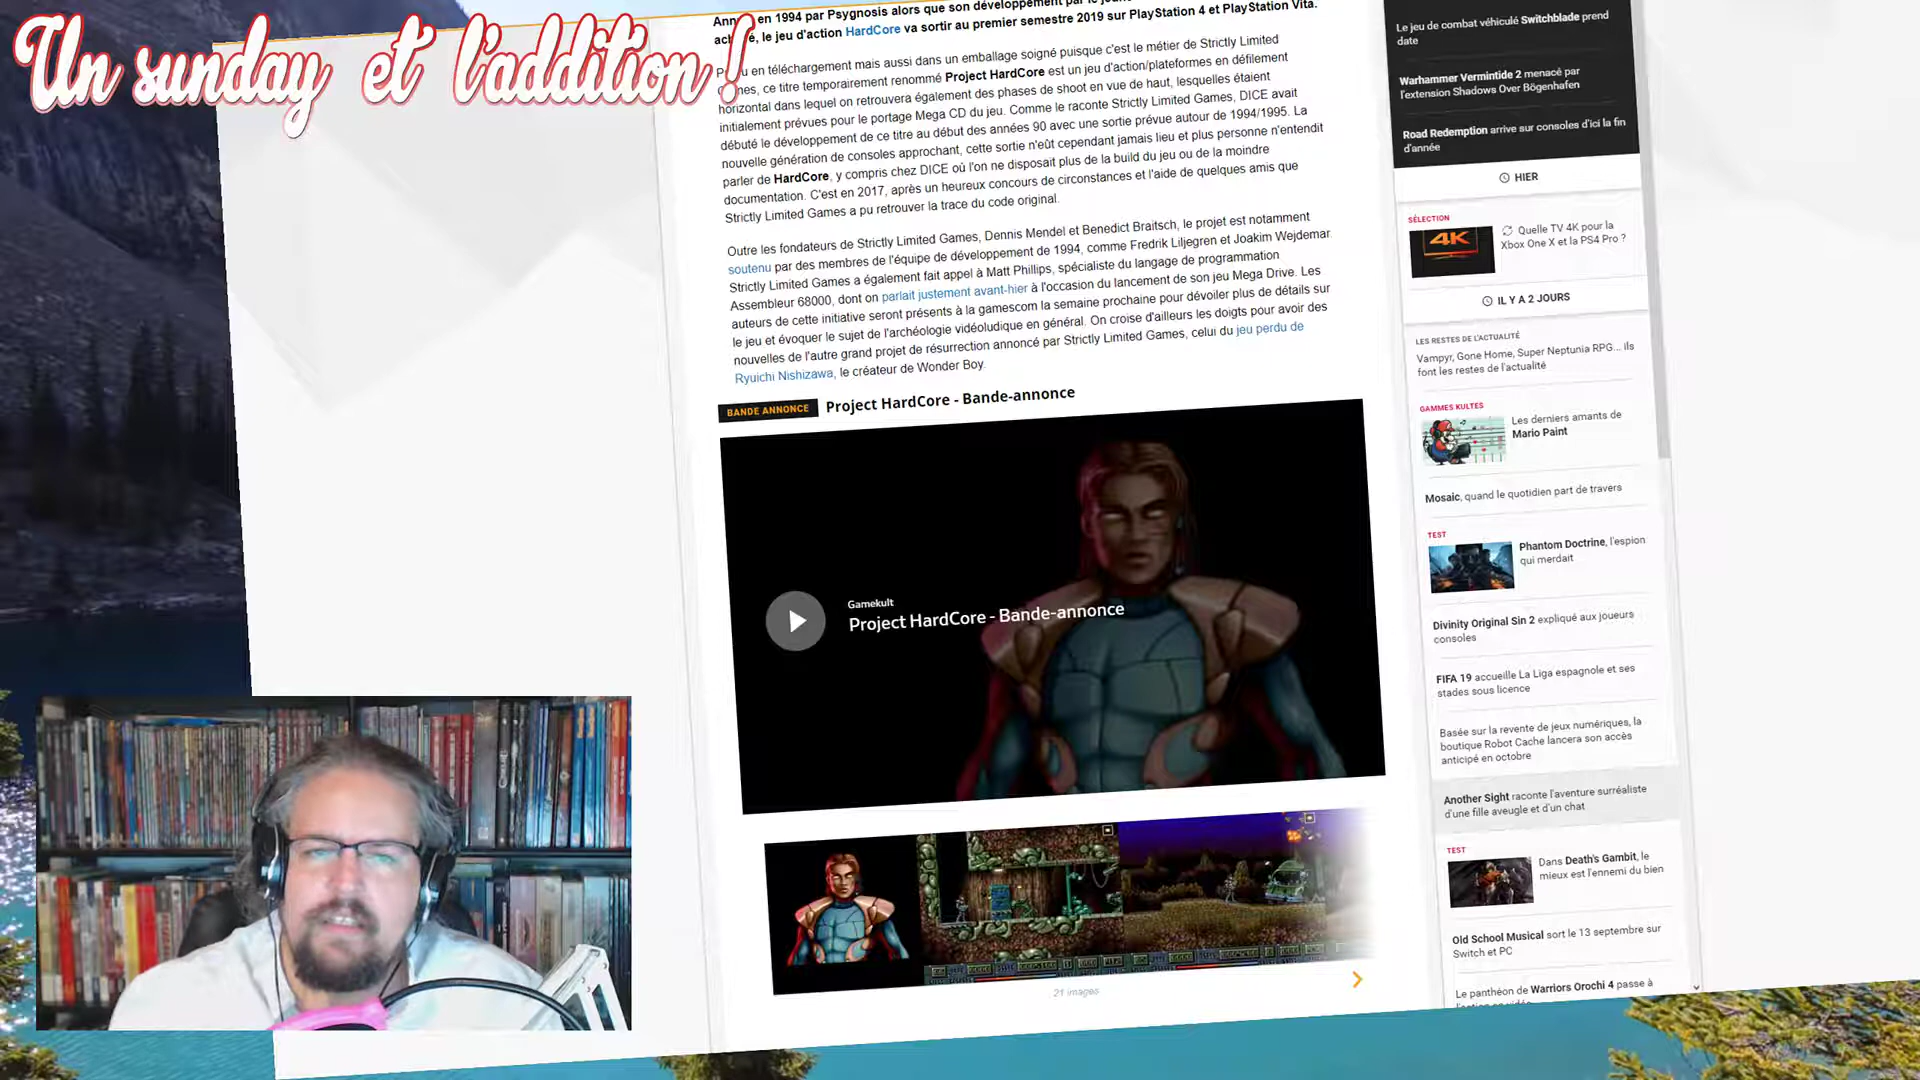 Un sunday et l'addition !
en 1994 par Psygnosis alors que son développement par le
le jeu d'action HardCore va sortir au premier semestre 2019 sur PlayStation 4 et PlayStation Vita.
en téléchargement mais aussi dans un emballage soigné puisque c'est le métier de Strictly Limited
ce titre temporairement renommé Project HardCore est un jeu d'action/plateformes en défilement
horizontal dans lequel on retrouvera également des phases de shoot en vue de haut, lesquelles étaient
initialement prévues pour le portage Mega CD du jeu. Comme le raconte Strictly Limited Games, DICE avait
débuté le développement de ce titre au début des années 90 avec une sortie prévue autour de 1994/1995. La
nouvelle génération de consoles approchant, cette sortie n'eût cependant jamais lieu et plus personne n'entendit
parler de HardCore, y compris chez DICE où l'on ne disposait plus de la build du jeu ou de la moindre
documentation. C'est en 2017, après un heureux concours de circonstances et l'aide de quelques amis que
Strictly Limited Games a pu retrouver la trace du code original.
Outre les fondateurs de Strictly Limited Games, Dennis Mendel et Benedict Braitsch, le projet est notamment
soutenu par des membres de l'équipe de développement de 1994, comme Fredrik Liljegren et Joakim Wejdemar.
Strictly Limited Games a également fait appel à Matt Phillips, spécialiste du langage de programmation
Assembleur 68000, dont on parlait justement avant-hier à l'occasion du lancement de son jeu Mega Drive. Les
auteurs de cette initiative seront présents à la gamescom la semaine prochaine pour dévoiler plus de détails sur
le jeu et évoquer le sujet de l'archéologie vidéoludique en général. On croise d'ailleurs les doigts pour avoir des
nouvelles de l'autre grand projet de résurrection annoncé par Strictly Limited Games, celui du jeu perdu de
Ryuichi Nishizawa, le créateur de Wonder Boy.
BANDE ANNONCE Project HardCore - Bande-annonce
Gamekult
Project HardCore - Bande-annonce
21 images
Le jeu de combat véhiculé Switchblade prend
date
Warhammer Vermintide 2 menacé par
l'extension Shadows Over Bögenhafen
Road Redemption arrive sur consoles d'ici la fin
d'année
HIER
SÉLECTION
4K
Quelle TV 4K pour la
Xbox One X et la PS4 Pro ?
IL Y A 2 JOURS
LES RESTES DE L'ACTUALITÉ
Vampyr, Gone Home, Super Neptunia RPG... ils
font les restes de l'actualité
GAMMES KULTES
Les derniers amants de
Mario Paint
Mosaic, quand le quotidien part de travers
TEST
Phantom Doctrine, l'espion
qui merdait
Divinity Original Sin 2 expliqué aux joueurs
consoles
FIFA 19 accueille La Liga espagnole et ses
stades sous licence
Basée sur la revente de jeux numériques, la
boutique Robot Cache lancera son accès
anticipé en octobre
Another Sight raconte l'aventure surréaliste
d'une fille aveugle et d'un chat
TEST
Dans Death's Gambit, le
mieux est l'ennemi du bien
Old School Musical sort le 13 septembre sur
Switch et PC
Le panthéon de Warriors Orochi 4 passe à